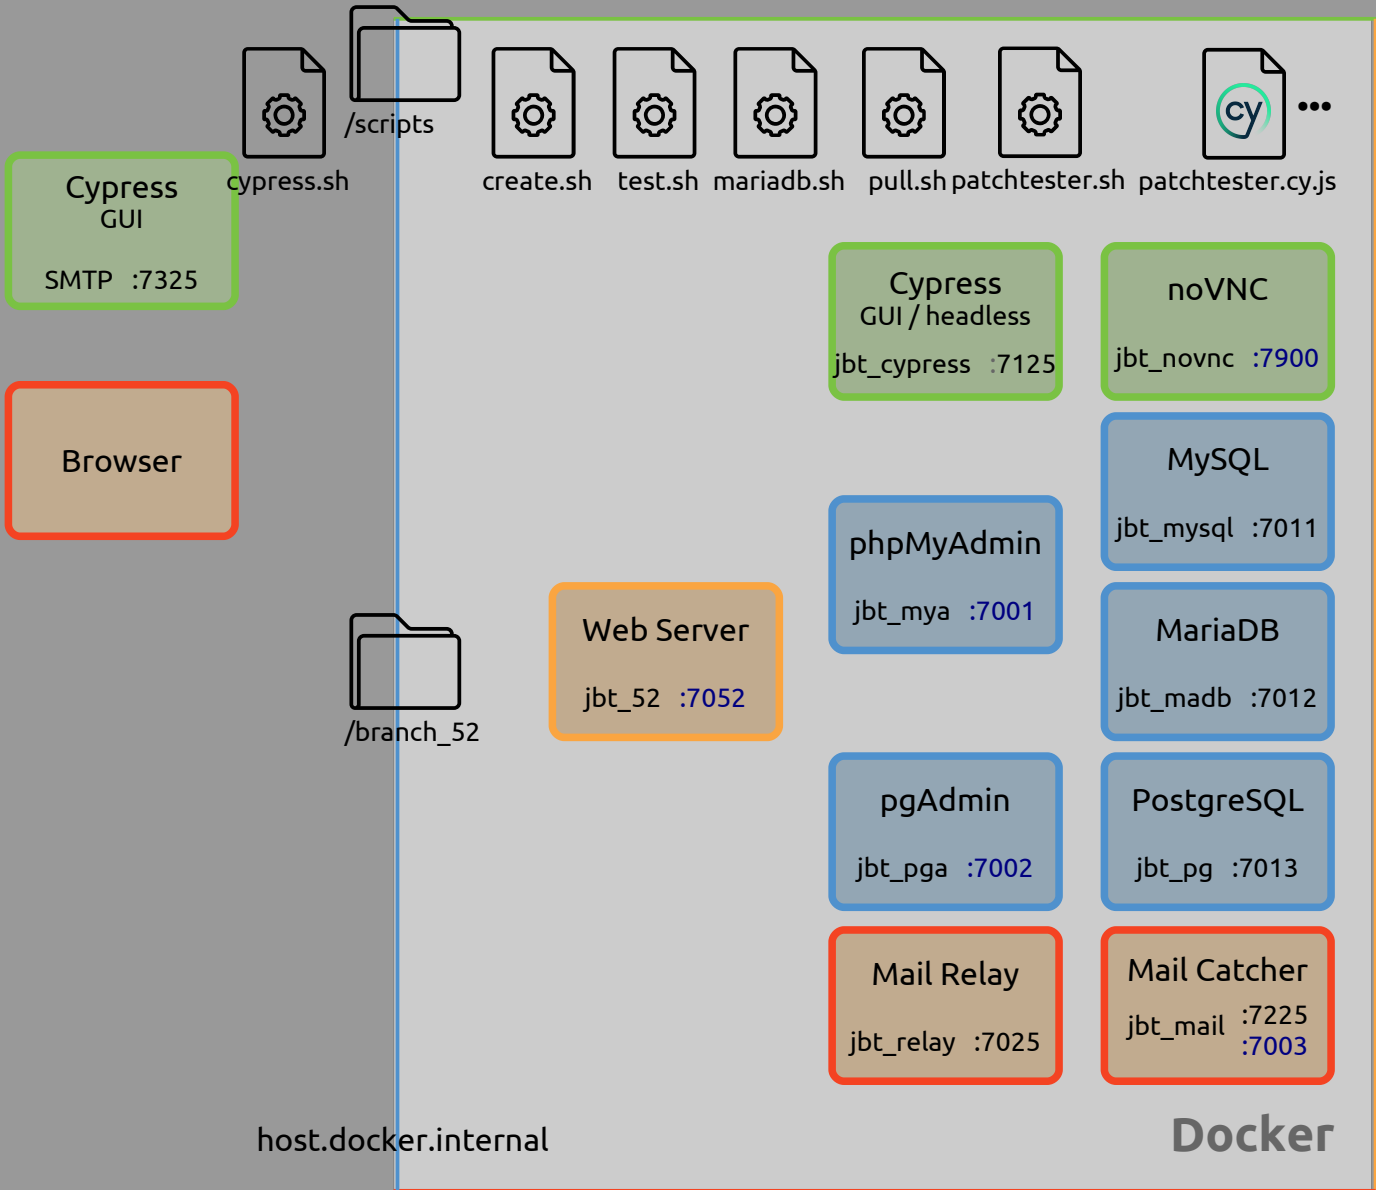 /scripts
cypress.sh
create.sh
test.sh
mariadb.sh
pull.sh
patchtester.sh
cy
patchtester.cy.js
•••
Cypress
GUI
SMTP :7325
Cypress
GUI / headless
jbt_cypress :7125
noVNC
jbt_novnc :7900
Browser
MySQL
jbt_mysql :7011
phpMyAdmin
jbt_mya :7001
Web Server
jbt_52 :7052
/branch_52
MariaDB
jbt_madb :7012
pgAdmin
jbt_pga :7002
PostgreSQL
jbt_pg :7013
Mail Relay
jbt_relay :7025
Mail Catcher
jbt_mail :7225
:7003
host.docker.internal
Docker